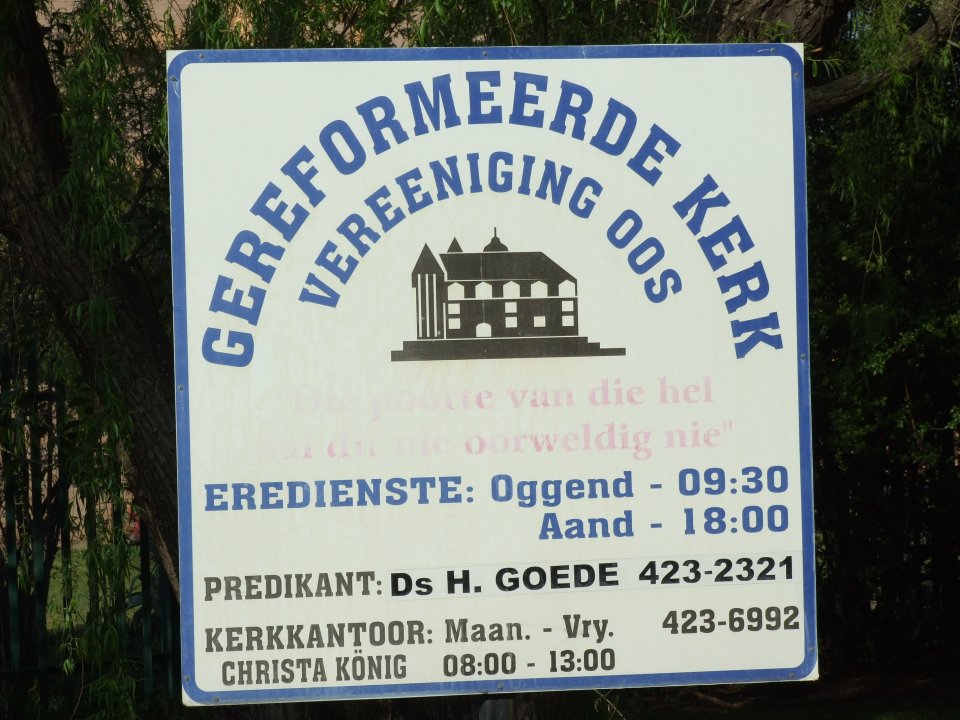 GEREFORMEERDE KERK
VEREENIGING OOS
"Die poorte van die hel
sal dit nie oorweldig nie"
EREDIENSTE: Oggend - 09:30
Aand - 18:00
PREDIKANT: Ds H. GOEDE 423-2321
KERKKANTOOR: Maan. - Vry. 423-6992
CHRISTA KÖNIG 08:00 - 13:00